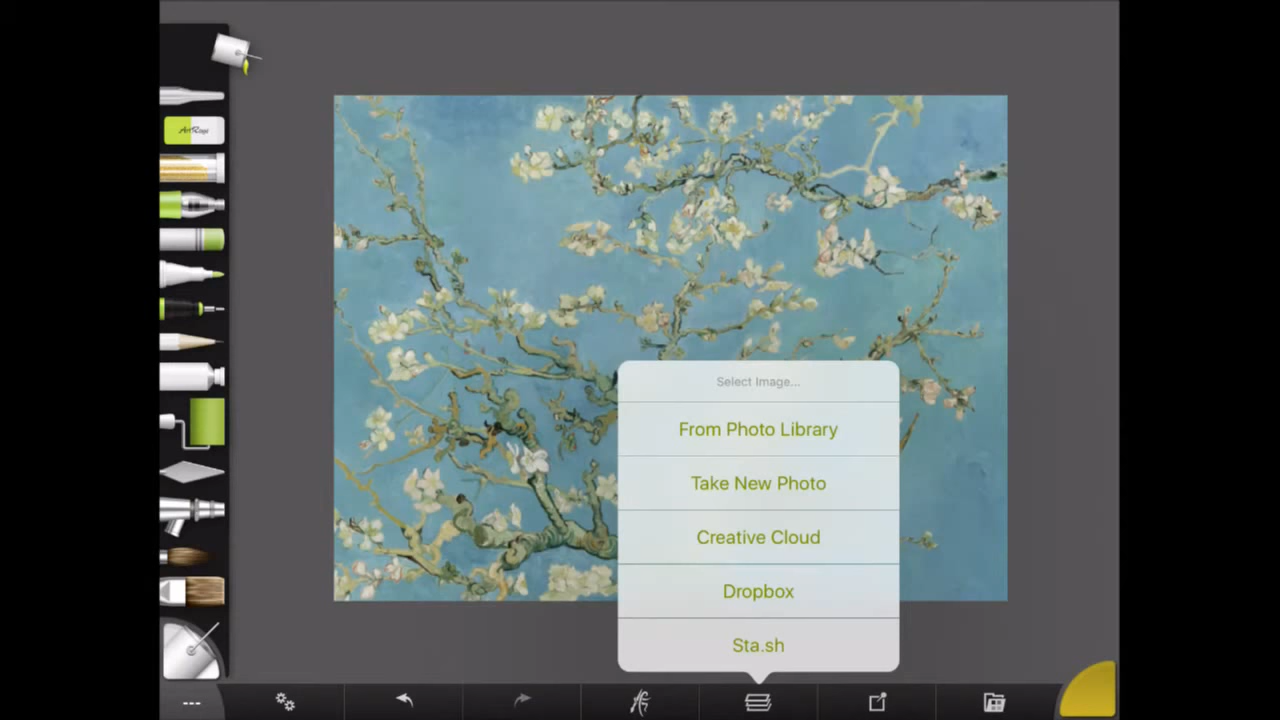 ArtRage
Select Image...
From Photo Library
Take New Photo
Creative Cloud
Dropbox
Sta.sh
...